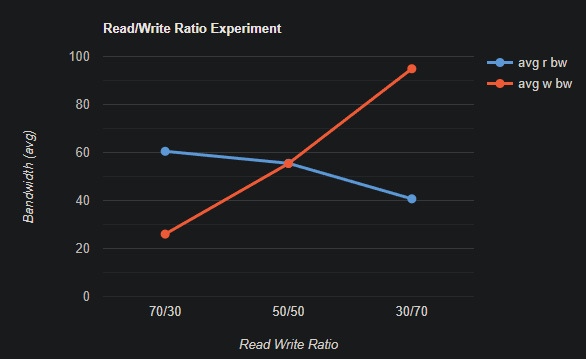 Read/Write Ratio Experiment
100
80
60
40
20
0
Bandwidth (avg)
70/30
50/50
30/70
Read Write Ratio
avg r bw
avg w bw